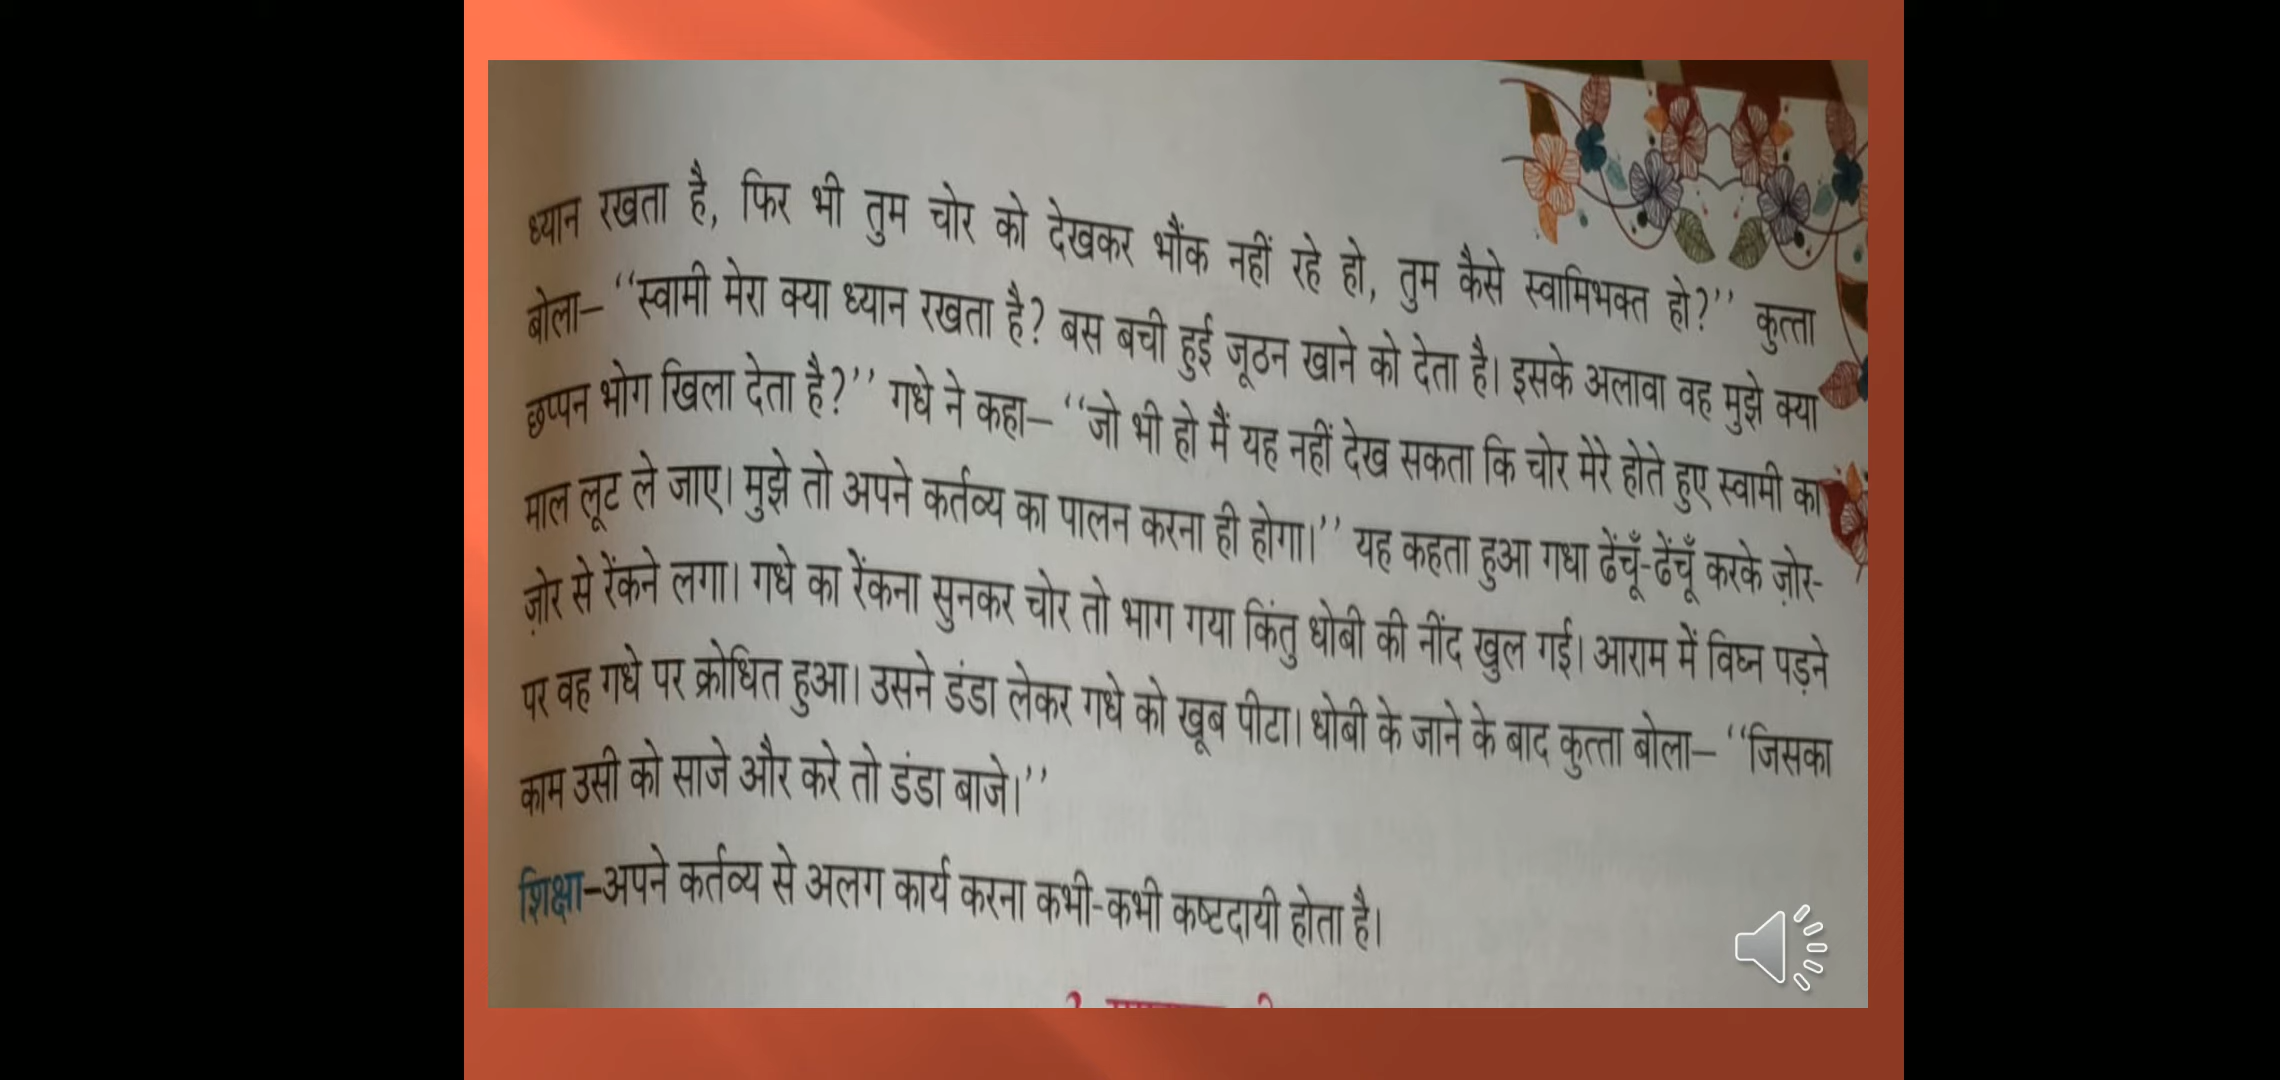 ध्यान रखता है, फिर भी तुम चोर को देखकर भौंक नहीं रहे हो, तुम कैसे स्वामिभक्त हो?’’ कुत्ता
बोला– ‘‘स्वामी मेरा क्या ध्यान रखता है? बस बची हुई जूठन खाने को देता है। इसके अलावा वह मुझे क्या
छप्पन भोग खिला देता है?’’ गधे ने कहा– ‘‘जो भी हो मैं यह नहीं देख सकता कि चोर मेरे होते हुए स्वामी का
माल लूट ले जाए। मुझे तो अपने कर्तव्य का पालन करना ही होगा।’’ यह कहता हुआ गधा ढेंचूँ-ढेंचूँ करके ज़ोर-
ज़ोर से रेंकने लगा। गधे का रेंकना सुनकर चोर तो भाग गया किंतु धोबी की नींद खुल गई। आराम में विघ्न पड़ने
पर वह गधे पर क्रोधित हुआ। उसने डंडा लेकर गधे को खूब पीटा। धोबी के जाने के बाद कुत्ता बोला– ‘‘जिसका
काम उसी को साजे और करे तो डंडा बाजे।’’
शिक्षा–अपने कर्तव्य से अलग कार्य करना कभी-कभी कष्टदायी होता है।